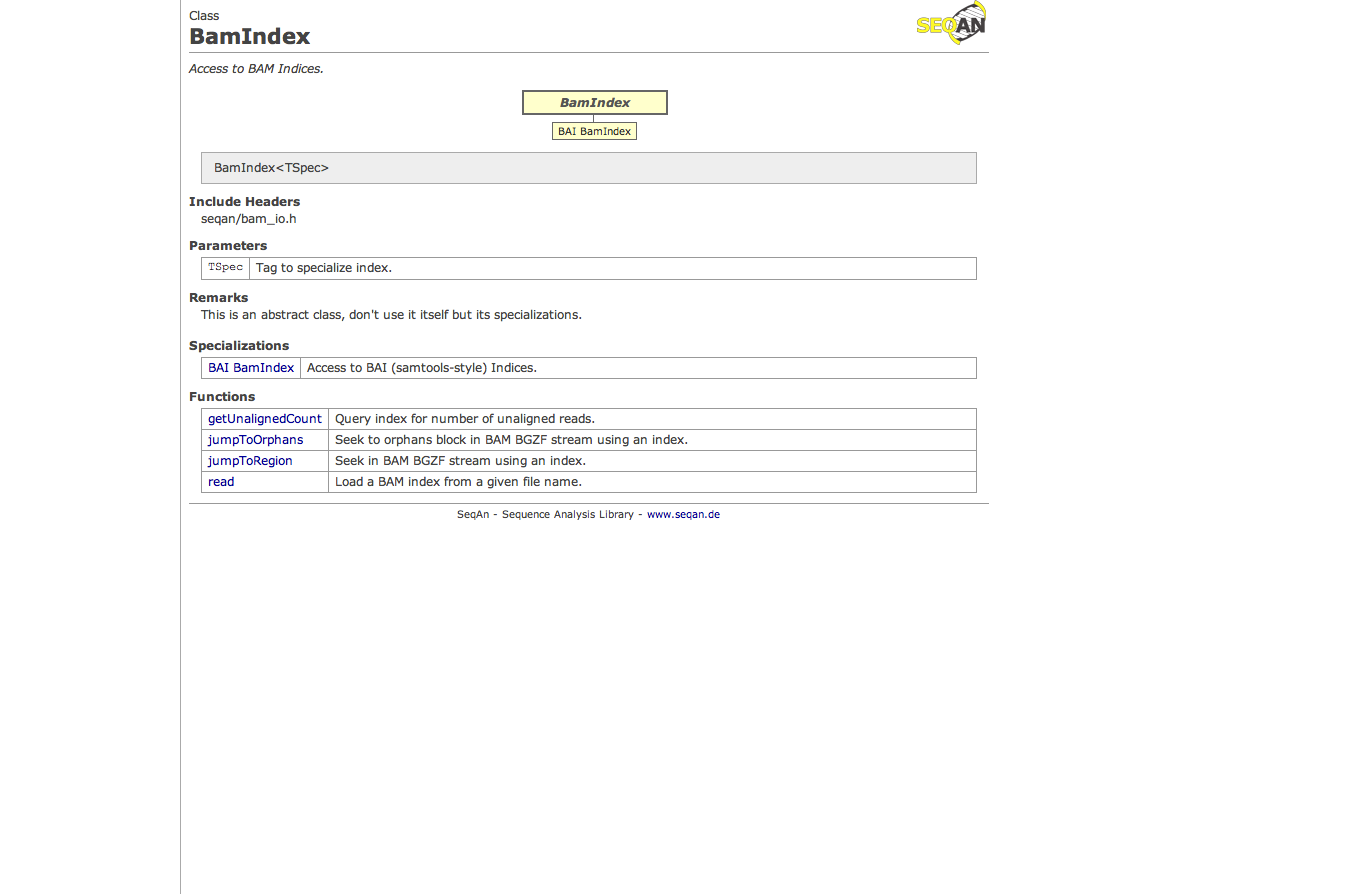 Class
SEQAN
BamIndex
Access to BAM Indices.
BamIndex
BAI BamIndex
BamIndex<TSpec>
Include Headers
seqan/bam_io.h
Parameters
TSpec Tag to specialize index.
Remarks
This is an abstract class, don't use it itself but its specializations.
Specializations
BAI BamIndex Access to BAI (samtools-style) Indices.
Functions
getUnalignedCount Query index for number of unaligned reads.
jumpToOrphans Seek to orphans block in BAM BGZF stream using an index.
jumpToRegion Seek in BAM BGZF stream using an index.
read Load a BAM index from a given file name.
SeqAn - Sequence Analysis Library - www.seqan.de